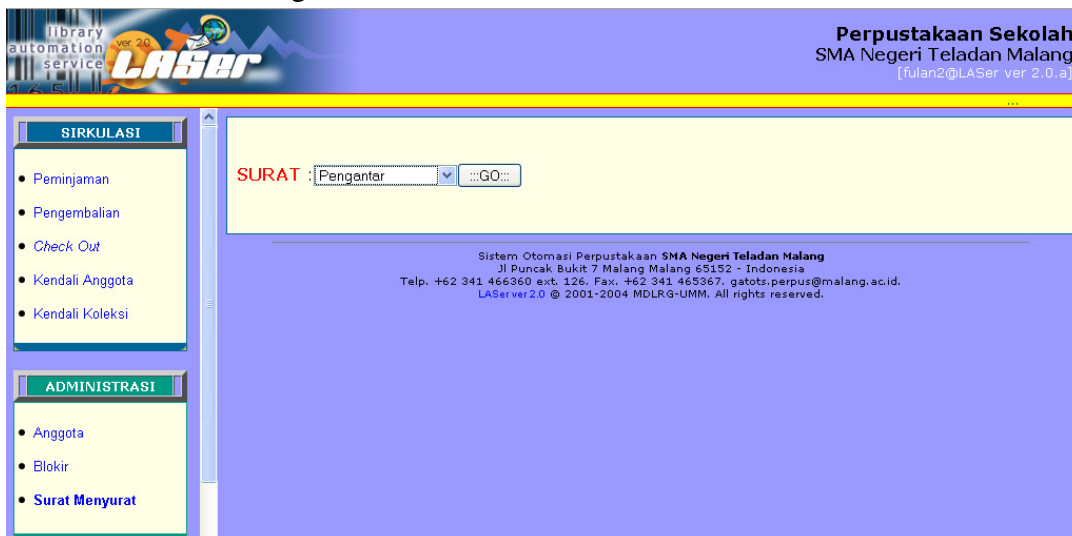 library
automation
service
ver. 2.0
LASer
Perpustakaan Sekolah
SMA Negeri Teladan Malang
[fulan2@LASer ver 2.0.a]
...
SIRKULASI
Peminjaman
Pengembalian
Check Out
Kendali Anggota
Kendali Koleksi
ADMINISTRASI
Anggota
Blokir
Surat Menyurat
SURAT : Pengantar :::GO:::
Sistem Otomasi Perpustakaan SMA Negeri Teladan Malang
Jl Puncak Bukit 7 Malang Malang 65152 - Indonesia
Telp. +62 341 466360 ext. 126. Fax. +62 341 465367. gatots.perpus@malang.ac.id.
LASer ver 2.0 @ 2001-2004 MDLRG-UMM. All rights reserved.